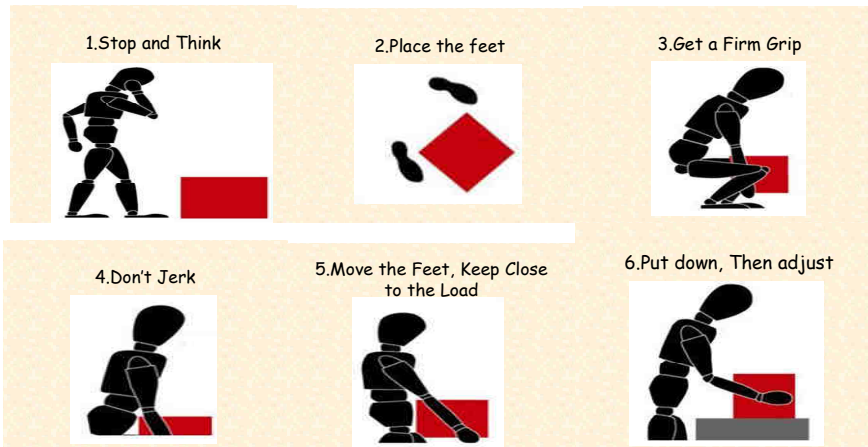 1.Stop and Think
2.Place the feet
3.Get a Firm Grip
4.Don't Jerk
5.Move the Feet, Keep Close
to the Load
6.Put down, Then adjust